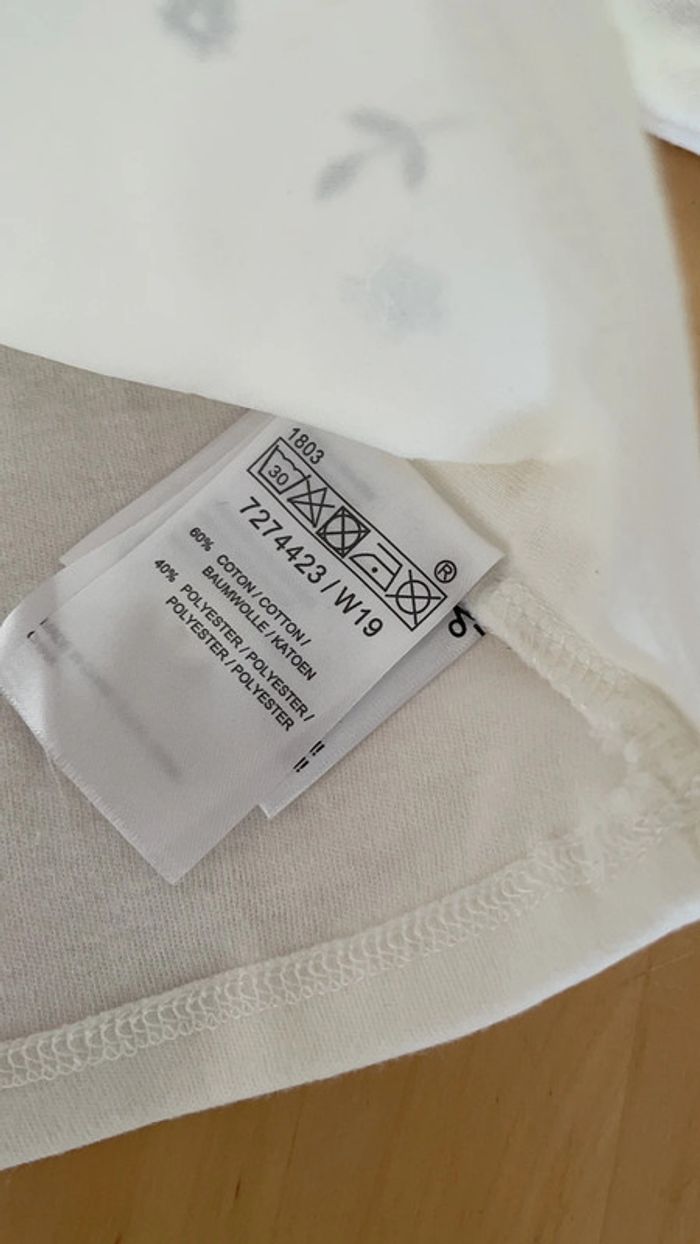 1803
30
®
7274423 / W19
60% COTON / COTTON /
BAUMWOLLE / KATOEN
40% POLYESTER / POLYESTER /
POLYESTER / POLYESTER
!!
!!